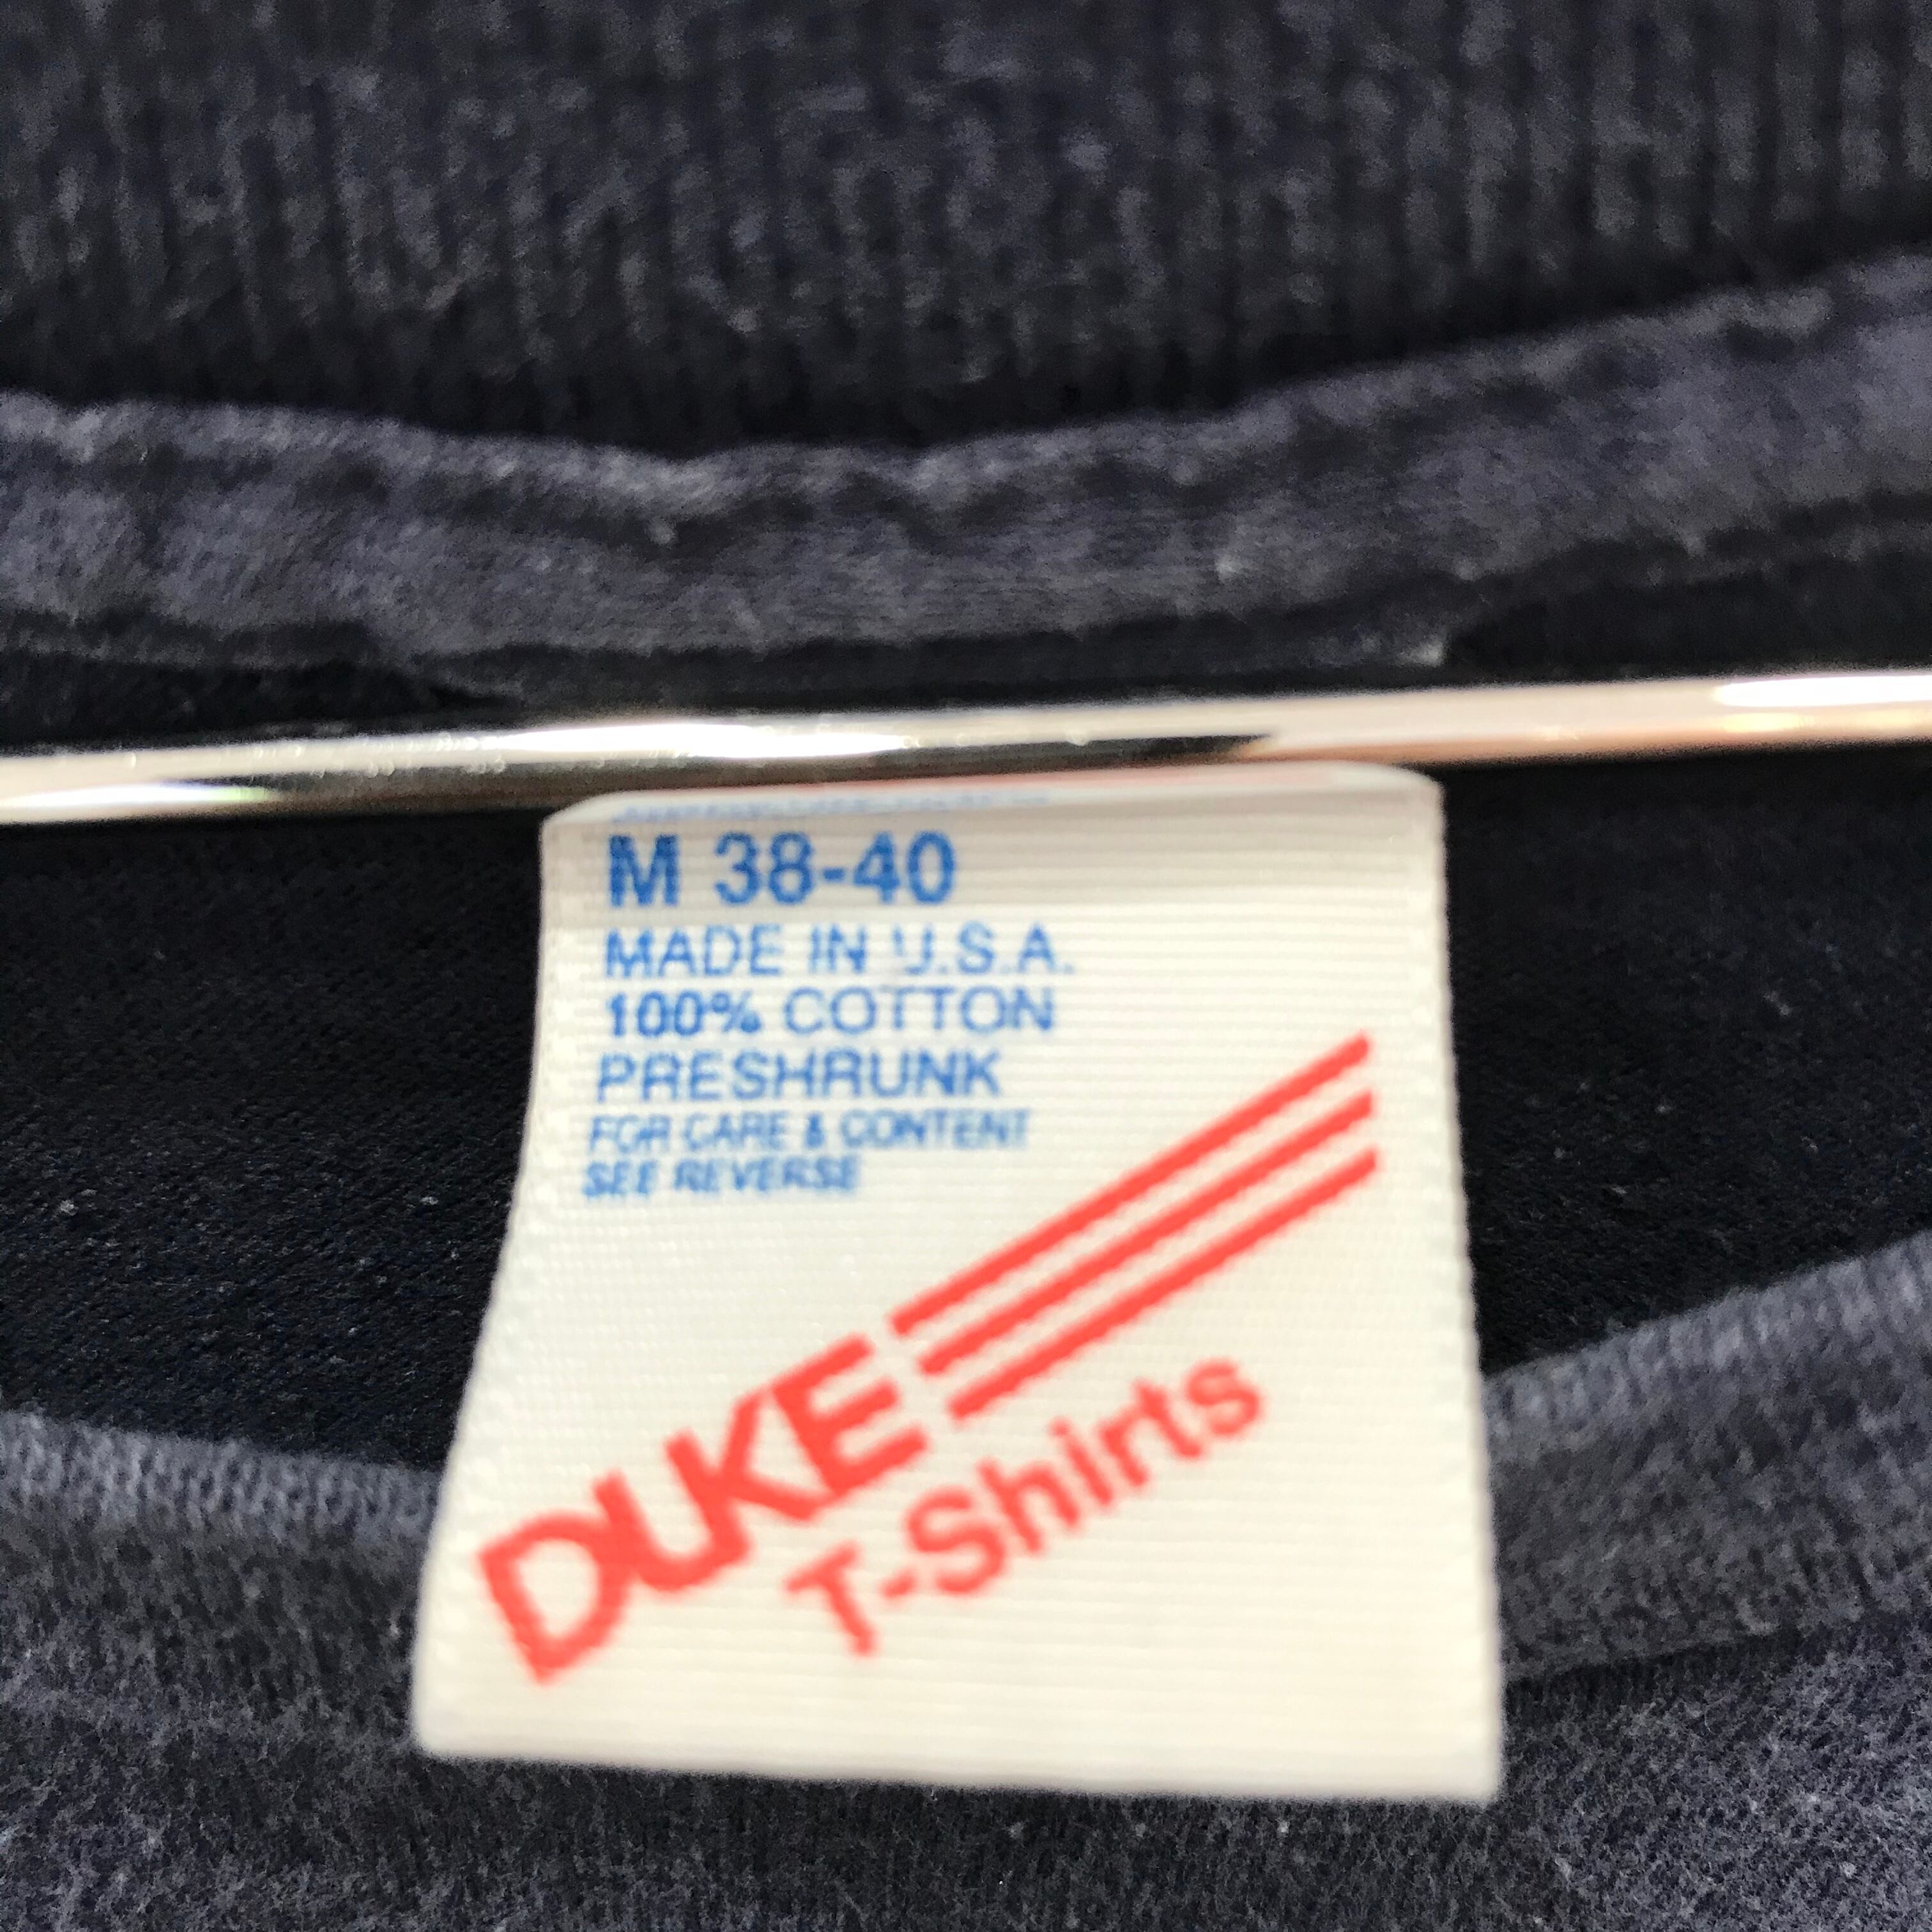 M 38-40
MADE IN U.S.A.
100% COTTON
PRESHRUNK
FOR CARE & CONTENT
SEE REVERSE
DUKE
T-Shirts